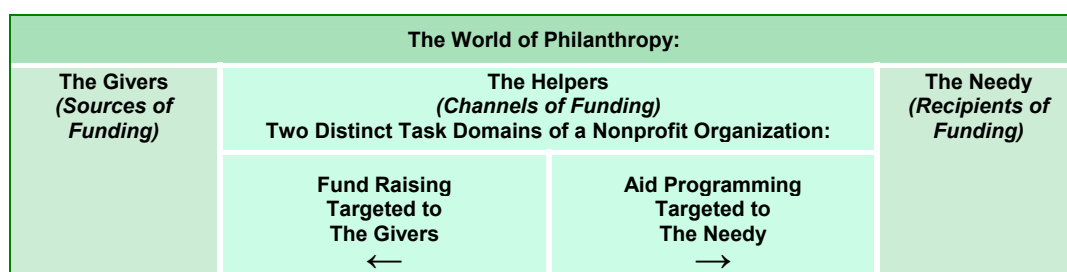 The World of Philanthropy:
The Givers
(Sources of
Funding)
The Helpers
(Channels of Funding)
Two Distinct Task Domains of a Nonprofit Organization:
The Needy
(Recipients of
Funding)
Fund Raising
Targeted to
The Givers
←
Aid Programming
Targeted to
The Needy
→